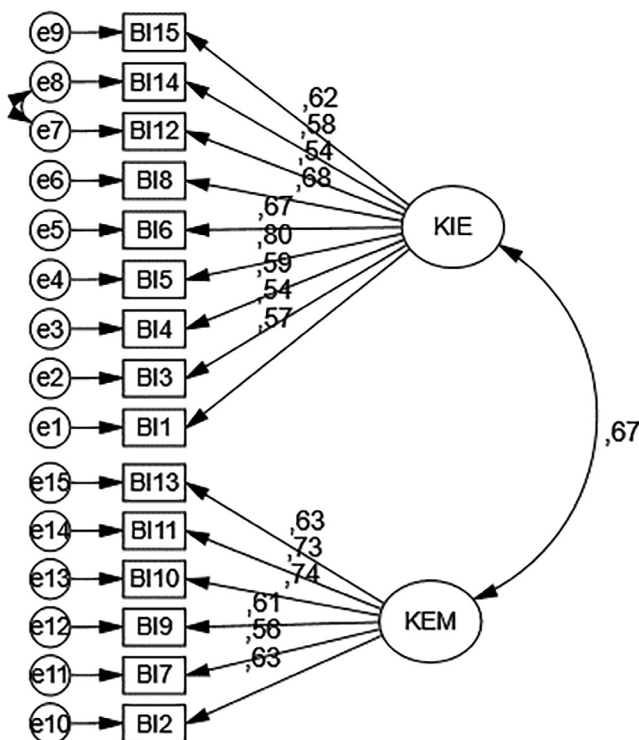 e9 BI15
e8 BI14
e7 BI12
e6 BI8
e5 BI6
e4 BI5
e3 BI4
e2 BI3
e1 BI1
,62
,58
,54
,68
,67
,80
,59
,54
,57
KIE
,67
e15 BI13
e14 BI11
e13 BI10
e12 BI9
e11 BI7
e10 BI2
,63
,73
,74
,61
,56
,63
KEM